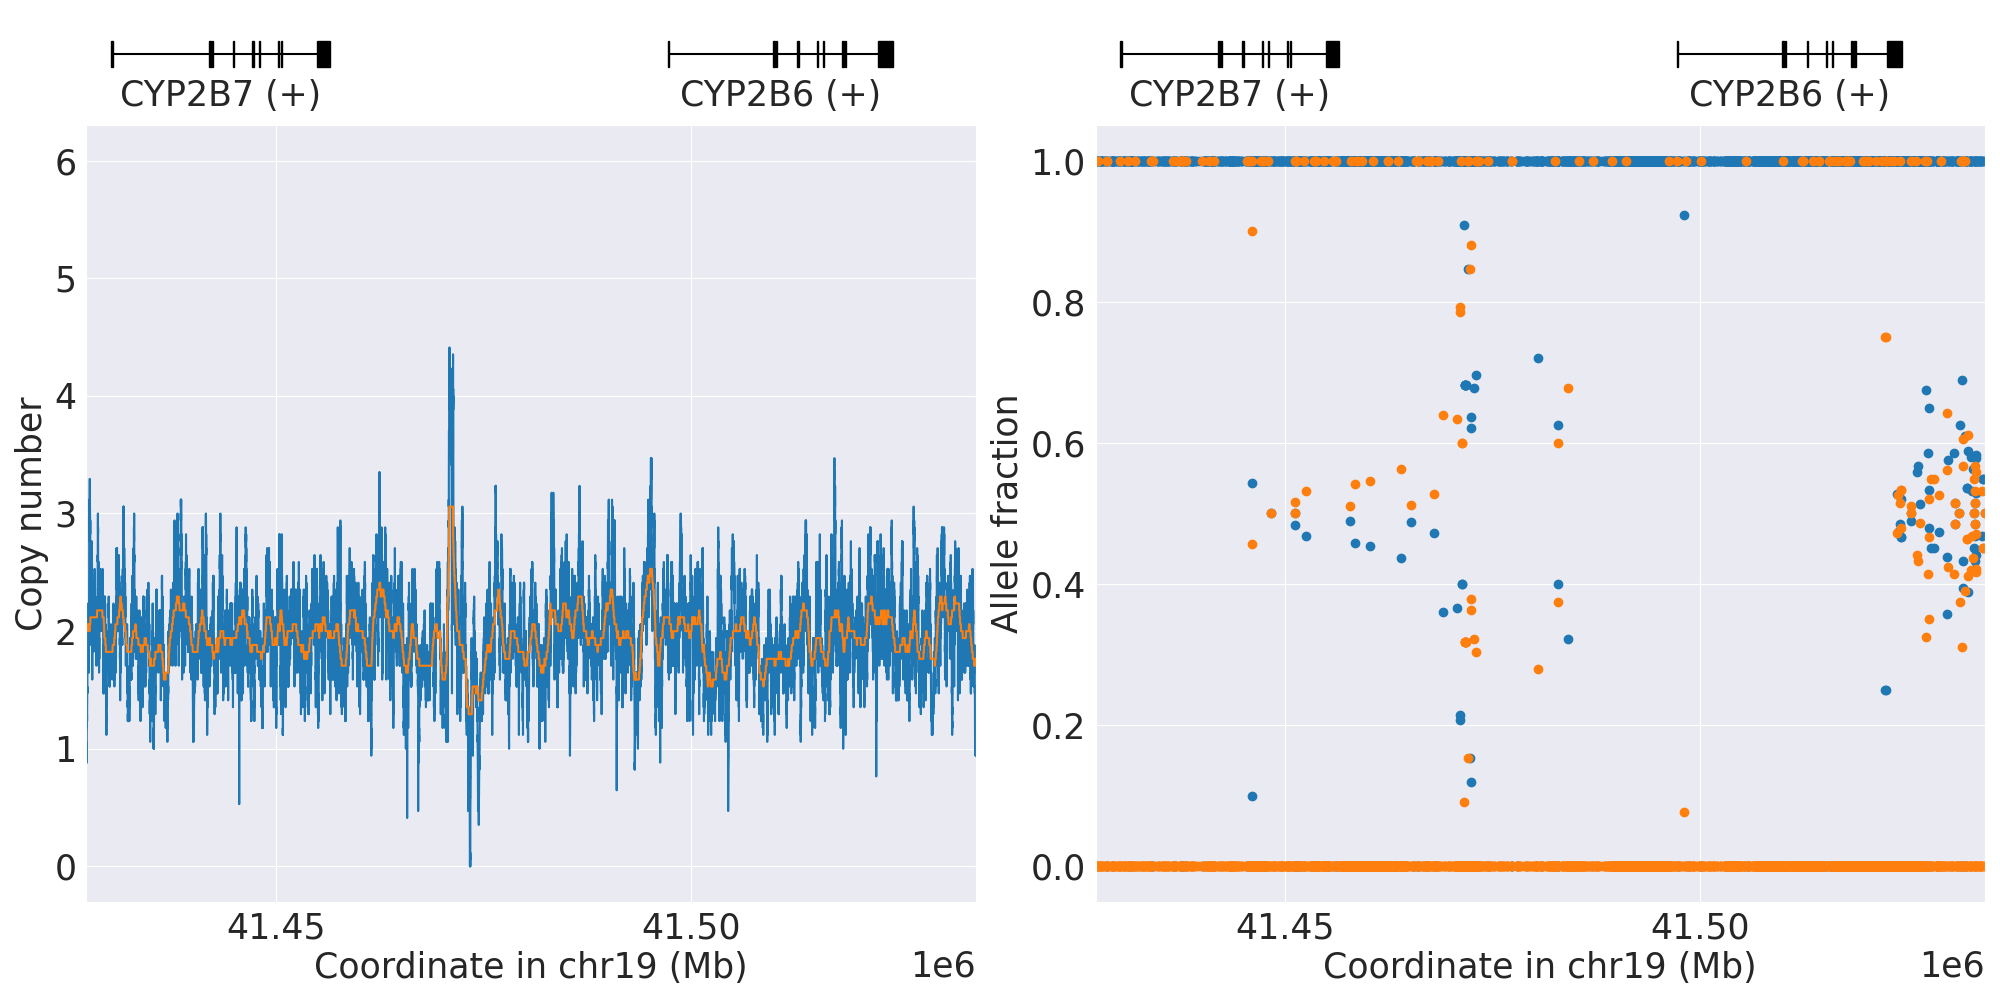 CYP2B7 (+)
CYP2B6 (+)
Copy number
6
5
4
3
2
1
0
41.45
41.50
Coordinate in chr19 (Mb)
1e6
CYP2B7 (+)
CYP2B6 (+)
Allele fraction
1.0
0.8
0.6
0.4
0.2
0.0
41.45
41.50
Coordinate in chr19 (Mb)
1e6